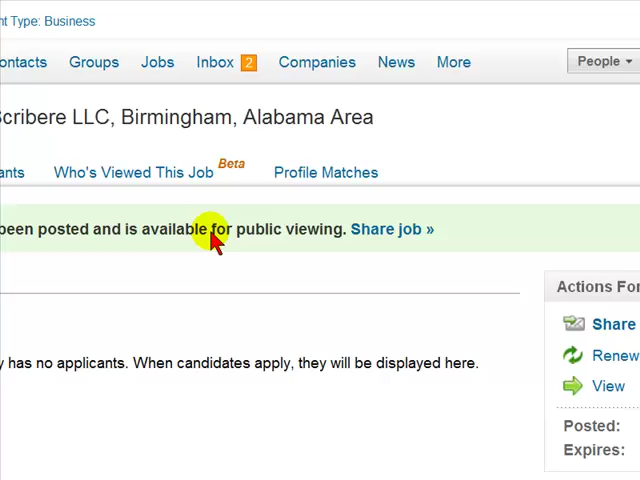 nt Type: Business
ontacts Groups Jobs Inbox 2 Companies News More People
Scribere LLC, Birmingham, Alabama Area
ants Who's Viewed This Job Beta Profile Matches
been posted and is available for public viewing. Share job »
Actions For
Share
y has no applicants. When candidates apply, they will be displayed here.
Renew
View
Posted:
Expires: